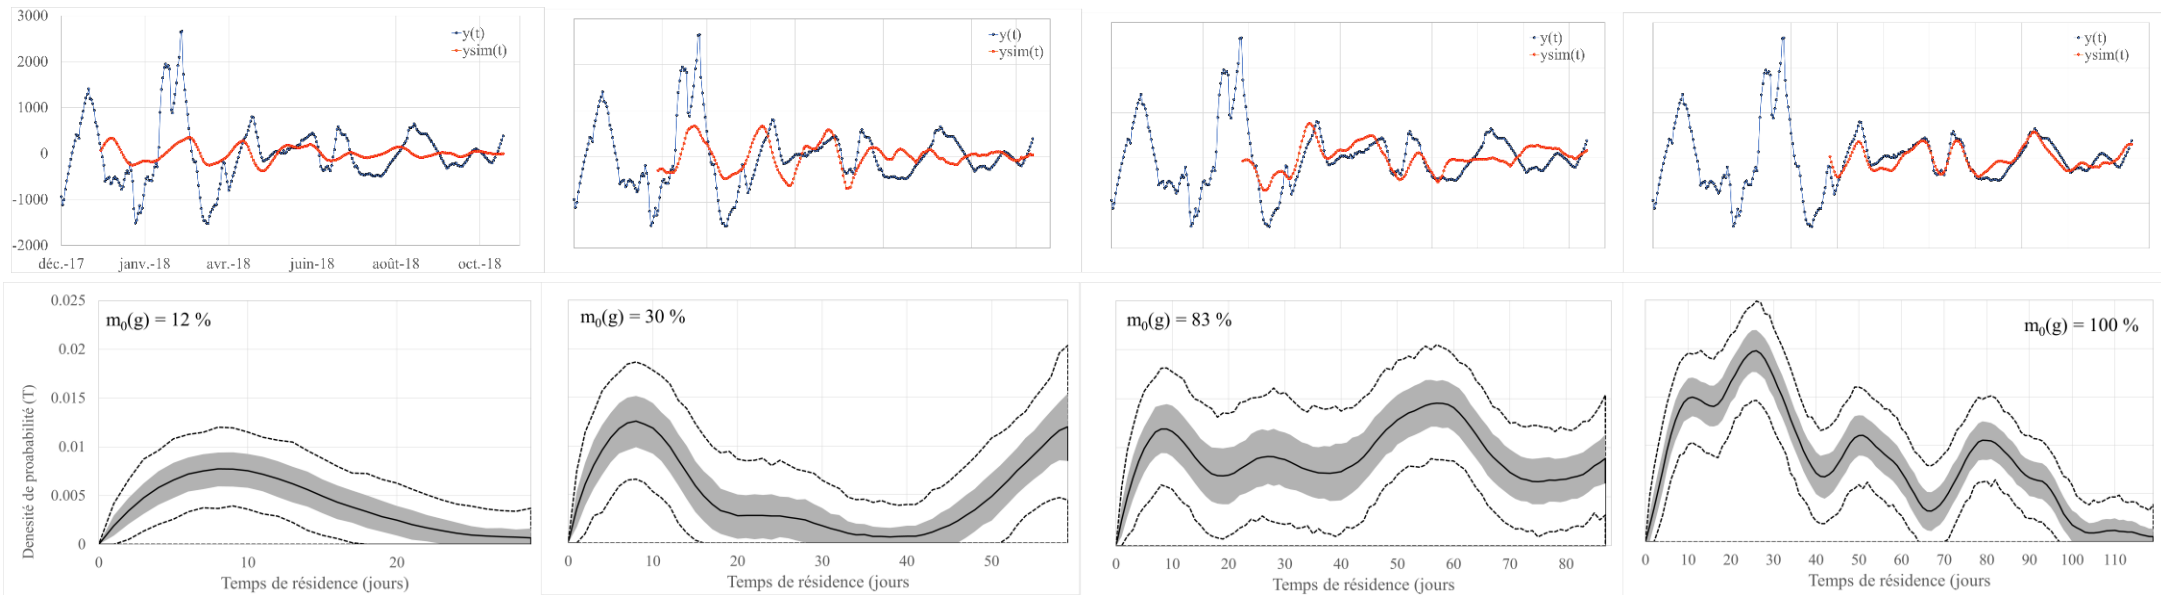 3000
2000
1000
0
-1000
-2000
déc.-17 janv.-18 avr.-18 juin-18 août-18 oct.-18
y(t)
ysim(t)
y(t)
ysim(t)
y(t)
ysim(t)
y(t)
ysim(t)
Denesité de proabablité (T)
0.025
0.02
0.015
0.01
0.005
0
m0(g) = 12 %
0 10 20
Temps de résidence (jours)
m0(g) = 30 %
0 10 20 30 40 50
Temps de résidence (jours
m0(g) = 83 %
0 10 20 30 40 50 60 70 80
Temps de résidence (jours
m0(g) = 100 %
0 10 20 30 40 50 60 70 80 90 100 110
Temps de résidence (jours